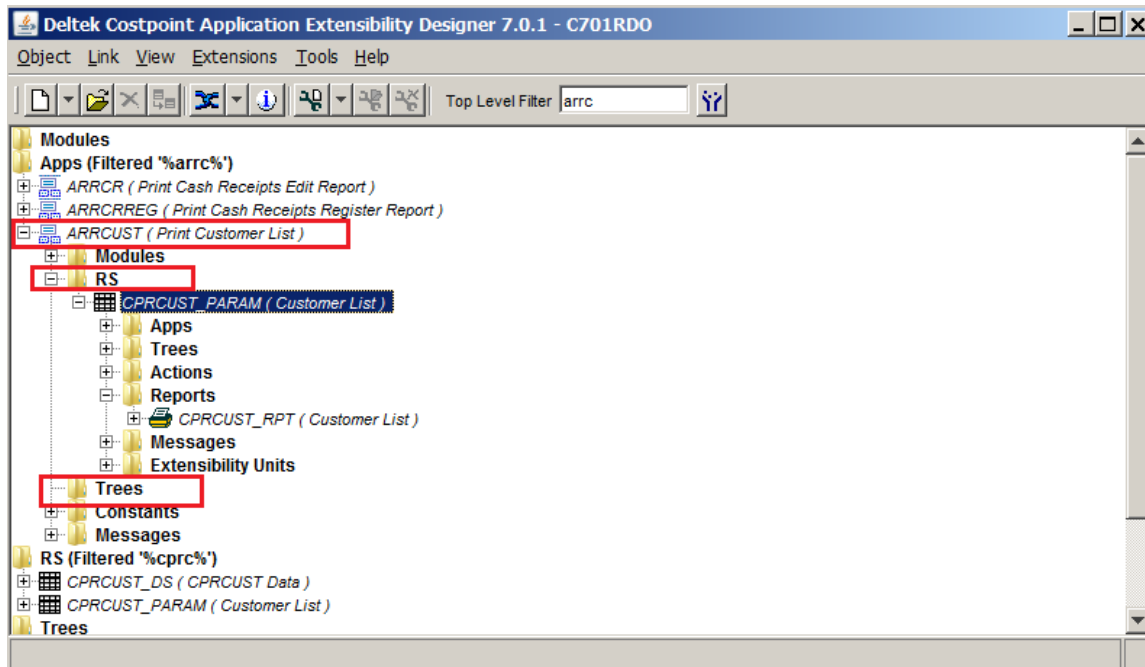 Deltek Costpoint Application Extensibility Designer 7.0.1 - C701RDO
Object Link View Extensions Tools Help
Top Level Filter arrc
Modules
Apps (Filtered '%arrc%')
ARRCR ( Print Cash Receipts Edit Report )
ARRCRREG ( Print Cash Receipts Register Report )
ARRCUST ( Print Customer List )
Modules
RS
CPRCUST_PARAM ( Customer List )
Apps
Trees
Actions
Reports
CPRCUST_RPT ( Customer List )
Messages
Extensibility Units
Trees
Constants
Messages
RS (Filtered '%cprc%')
CPRCUST_DS ( CPRCUST Data )
CPRCUST_PARAM ( Customer List )
Trees